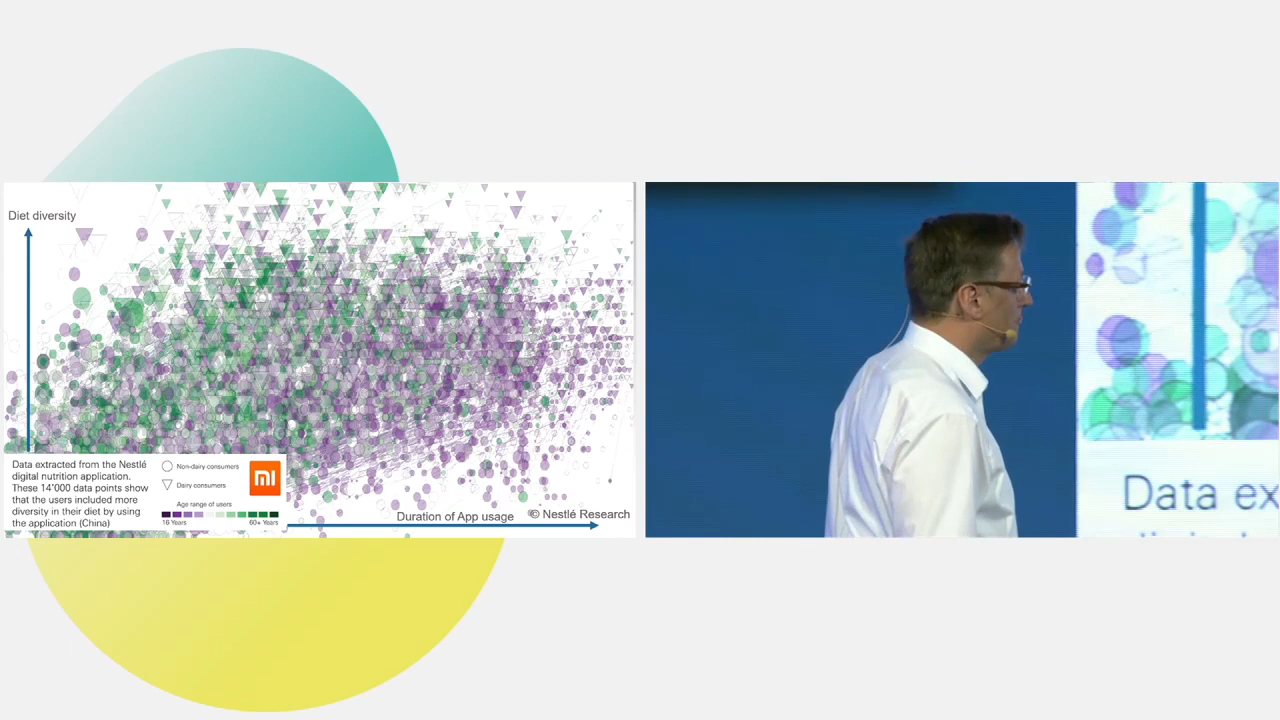 Diet diversity
Data extracted from the Nestlé
digital nutrition application.
These 14'000 data points show
that the users included more
diversity in their diet by using
the application (China)
Non-dairy consumers
Dairy consumers
Age range of users
16 Years
60+ Years
mi
Duration of App usage
© Nestlé Research
Data ex